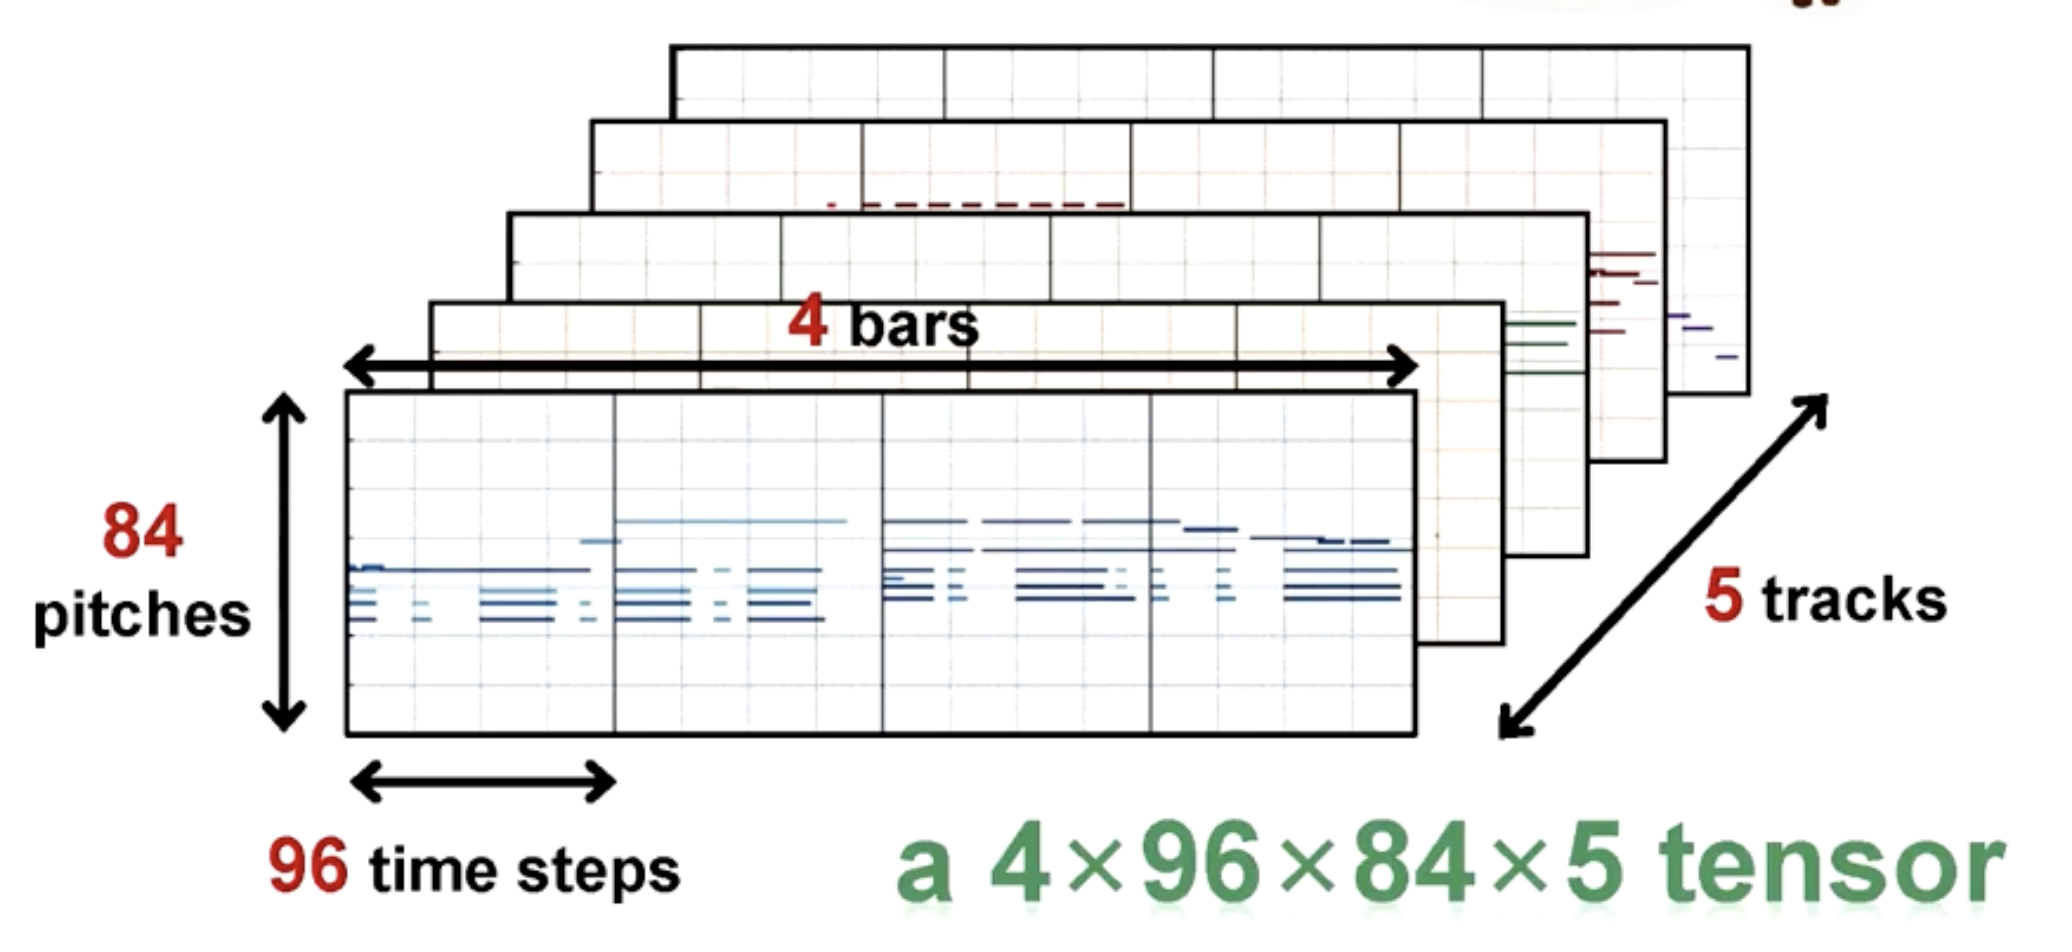 4 bars
84
pitches
5 tracks
96 time steps
a 4×96×84×5 tensor